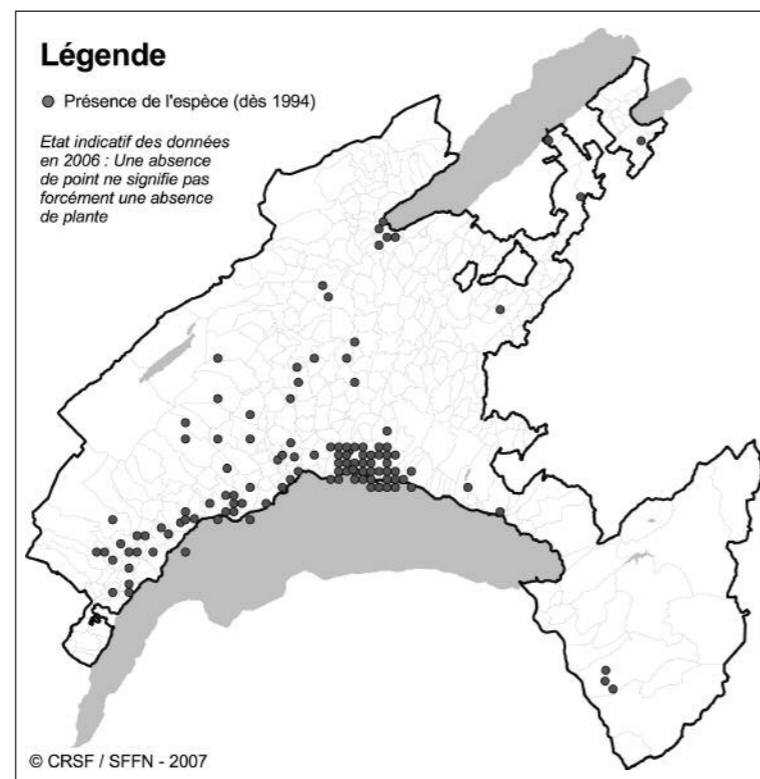 Légende
Présence de l'espèce (dès 1994)
Etat indicatif des données
en 2006 : Une absence
de point ne signifie pas
forcément une absence
de plante
© CRSF / SFFN - 2007